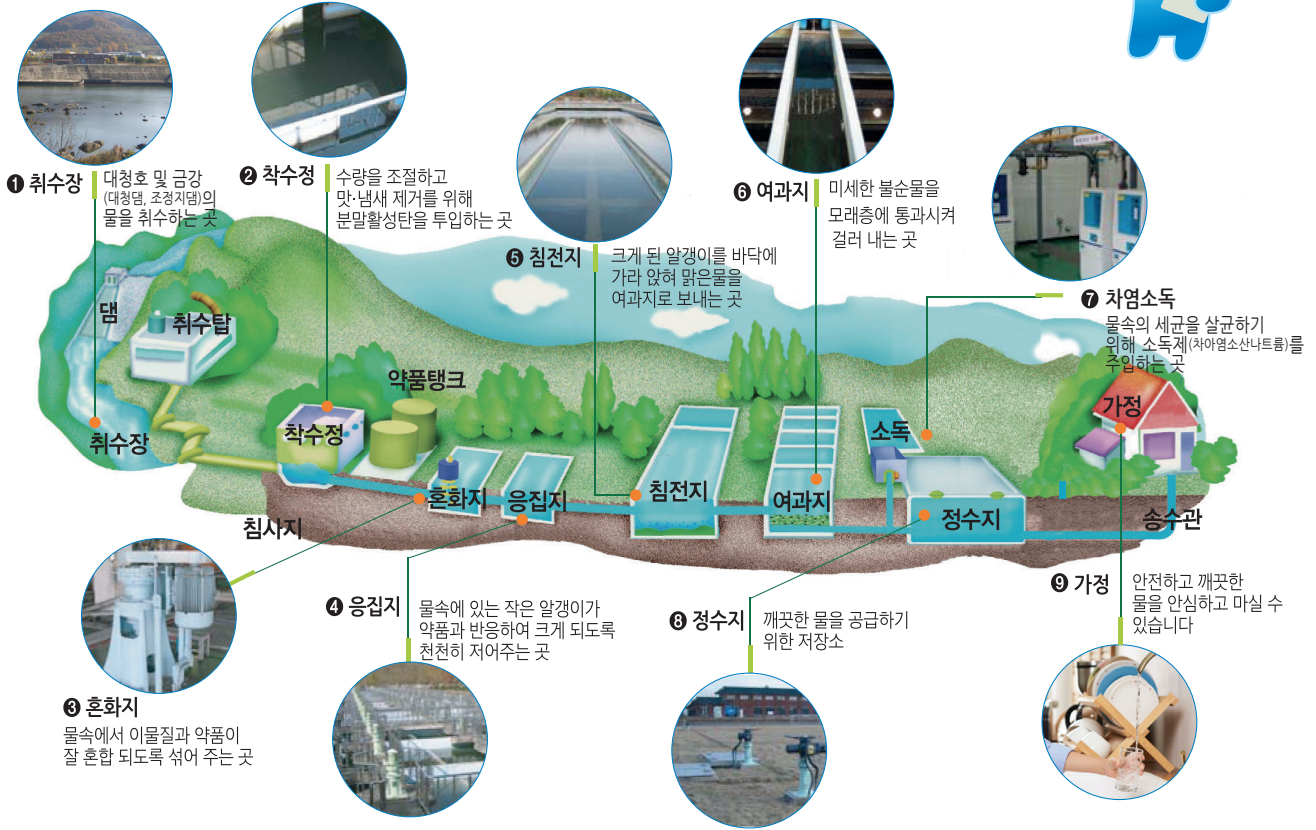 ❶ 취수장
대청호 및 금강
(대청댐, 조정지댐)의
물을 취수하는 곳
❷ 착수정
수량을 조절하고
맛·냄새 제거를 위해
분말활성탄을 투입하는 곳
❺ 침전지
크게 된 알갱이를 바닥에
가라 앉혀 맑은물을
여과지로 보내는 곳
❻ 여과지
미세한 불순물을
모래층에 통과시켜
걸러 내는 곳
❼ 차염소독
물속의 세균을 살균하기
위해 소독제(차아염소산나트륨)를
주입하는 곳
댐
취수탑
취수장
약품탱크
착수정
침사지
혼화지
응집지
침전지
여과지
소독
정수지
가정
송수관
❸ 혼화지
물속에서 이물질과 약품이
잘 혼합 되도록 섞어 주는 곳
❹ 응집지
물속에 있는 작은 알갱이가
약품과 반응하여 크게 되도록
천천히 저어주는 곳
❽ 정수지
깨끗한 물을 공급하기
위한 저장소
❾ 가정
안전하고 깨끗한
물을 안심하고 마실 수
있습니다